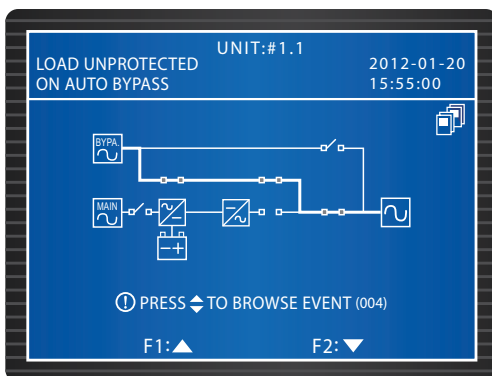 UNIT:#1.1
LOAD UNPROTECTED
ON AUTO BYPASS
2012-01-20
15:55:00
BYPA.
MAIN
PRESS TO BROWSE EVENT (004)
F1:▲ F2:▼